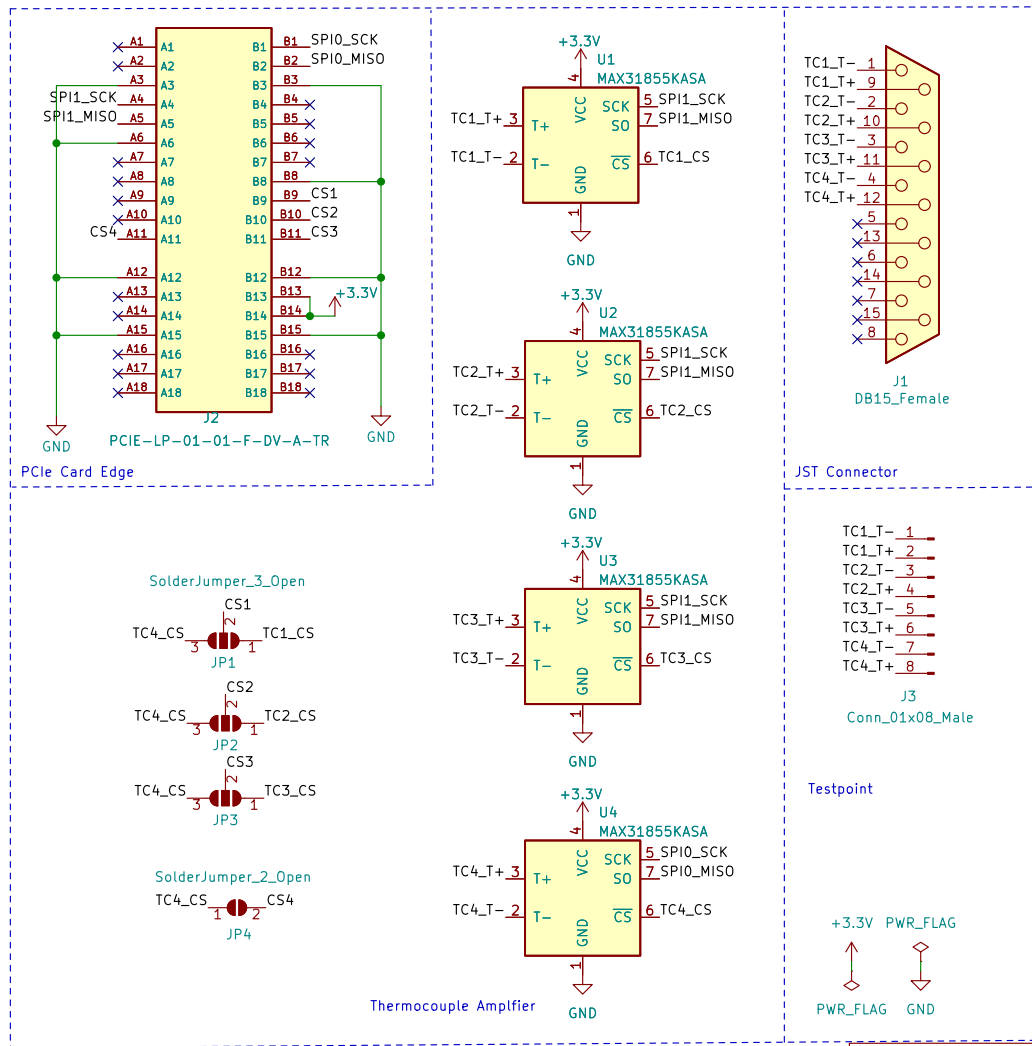 A1 A1 B1 B1 SPI0_SCK
A2 A2 B2 B2 SPI0_MISO
A3 A3 B3 B3
SPI1_SCK A4 A4 B4 B4
SPI1_MISO A5 A5 B5 B5
A6 A6 B6 B6
A7 A7 B7 B7
A8 A8 B8 B8
A9 A9 B9 B9 CS1
A10 A10 B10 B10 CS2
CS4 A11 A11 B11 B11 CS3
A12 A12 B12 B12
A13 A13 B13 B13 +3.3V
A14 A14 B14 B14
A15 A15 B15 B15
A16 A16 B16 B16
A17 A17 B17 B17
A18 A18 B18 B18
J2
GND
GND
PCIE-LP-01-01-F-DV-A-TR
PCIe Card Edge
+3.3V
U1
MAX31855KASA
4
VCC
SCK 5 SPI1_SCK
TC1_T+ 3 T+ SO 7 SPI1_MISO
TC1_T- 2 T- CS 6 TC1_CS
GND
1
GND
+3.3V
U2
MAX31855KASA
4
VCC
SCK 5 SPI1_SCK
TC2_T+ 3 T+ SO 7 SPI1_MISO
TC2_T- 2 T- CS 6 TC2_CS
GND
1
GND
+3.3V
U3
MAX31855KASA
4
VCC
SCK 5 SPI1_SCK
TC3_T+ 3 T+ SO 7 SPI1_MISO
TC3_T- 2 T- CS 6 TC3_CS
GND
1
GND
+3.3V
U4
MAX31855KASA
4
VCC
SCK 5 SPI0_SCK
TC4_T+ 3 T+ SO 7 SPI0_MISO
TC4_T- 2 T- CS 6 TC4_CS
GND
1
GND
Thermocouple Amplfier
SolderJumper_3_Open
CS1
2
TC4_CS 3 1 TC1_CS
JP1
CS2
2
TC4_CS 3 1 TC2_CS
JP2
CS3
2
TC4_CS 3 1 TC3_CS
JP3
SolderJumper_2_Open
TC4_CS 1 2 CS4
JP4
TC1_T- 1
TC1_T+ 9
TC2_T- 2
TC2_T+ 10
TC3_T- 3
TC3_T+ 11
TC4_T- 4
TC4_T+ 12
5
13
6
14
7
15
8
J1
DB15_Female
JST Connector
TC1_T- 1
TC1_T+ 2
TC2_T- 3
TC2_T+ 4
TC3_T- 5
TC3_T+ 6
TC4_T- 7
TC4_T+ 8
J3
Conn_01x08_Male
Testpoint
+3.3V PWR_FLAG
PWR_FLAG GND